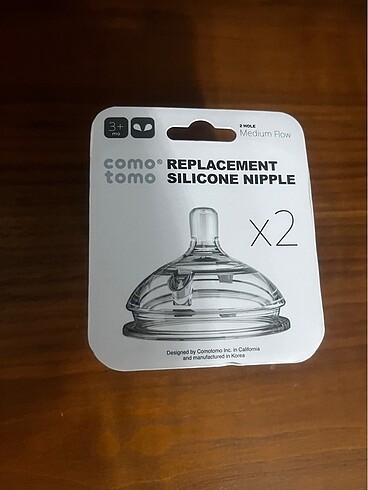 3+
mo
2 HOLE
Medium Flow
como® REPLACEMENT
tomo SILICONE NIPPLE
x2
Designed by Comotomo Inc. in California
and manufactured in Korea